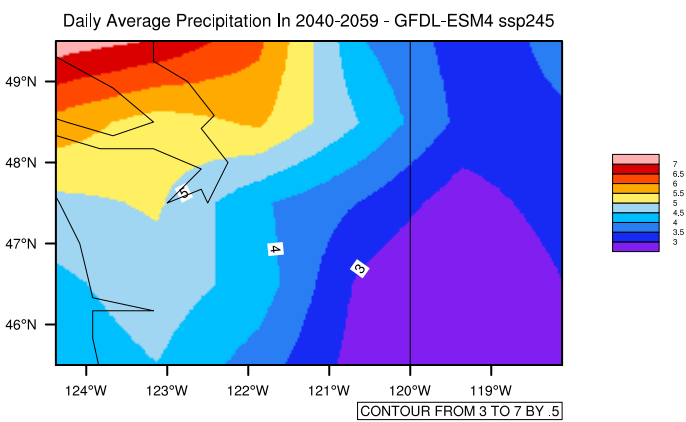 Daily Average Precipitation In 2040-2059 - GFDL-ESM4 ssp245
49°N
48°N
47°N
46°N
5
4
3
124°W 123°W 122°W 121°W 120°W 119°W
7
6.5
6
5.5
5
4.5
4
3.5
3
CONTOUR FROM 3 TO 7 BY .5